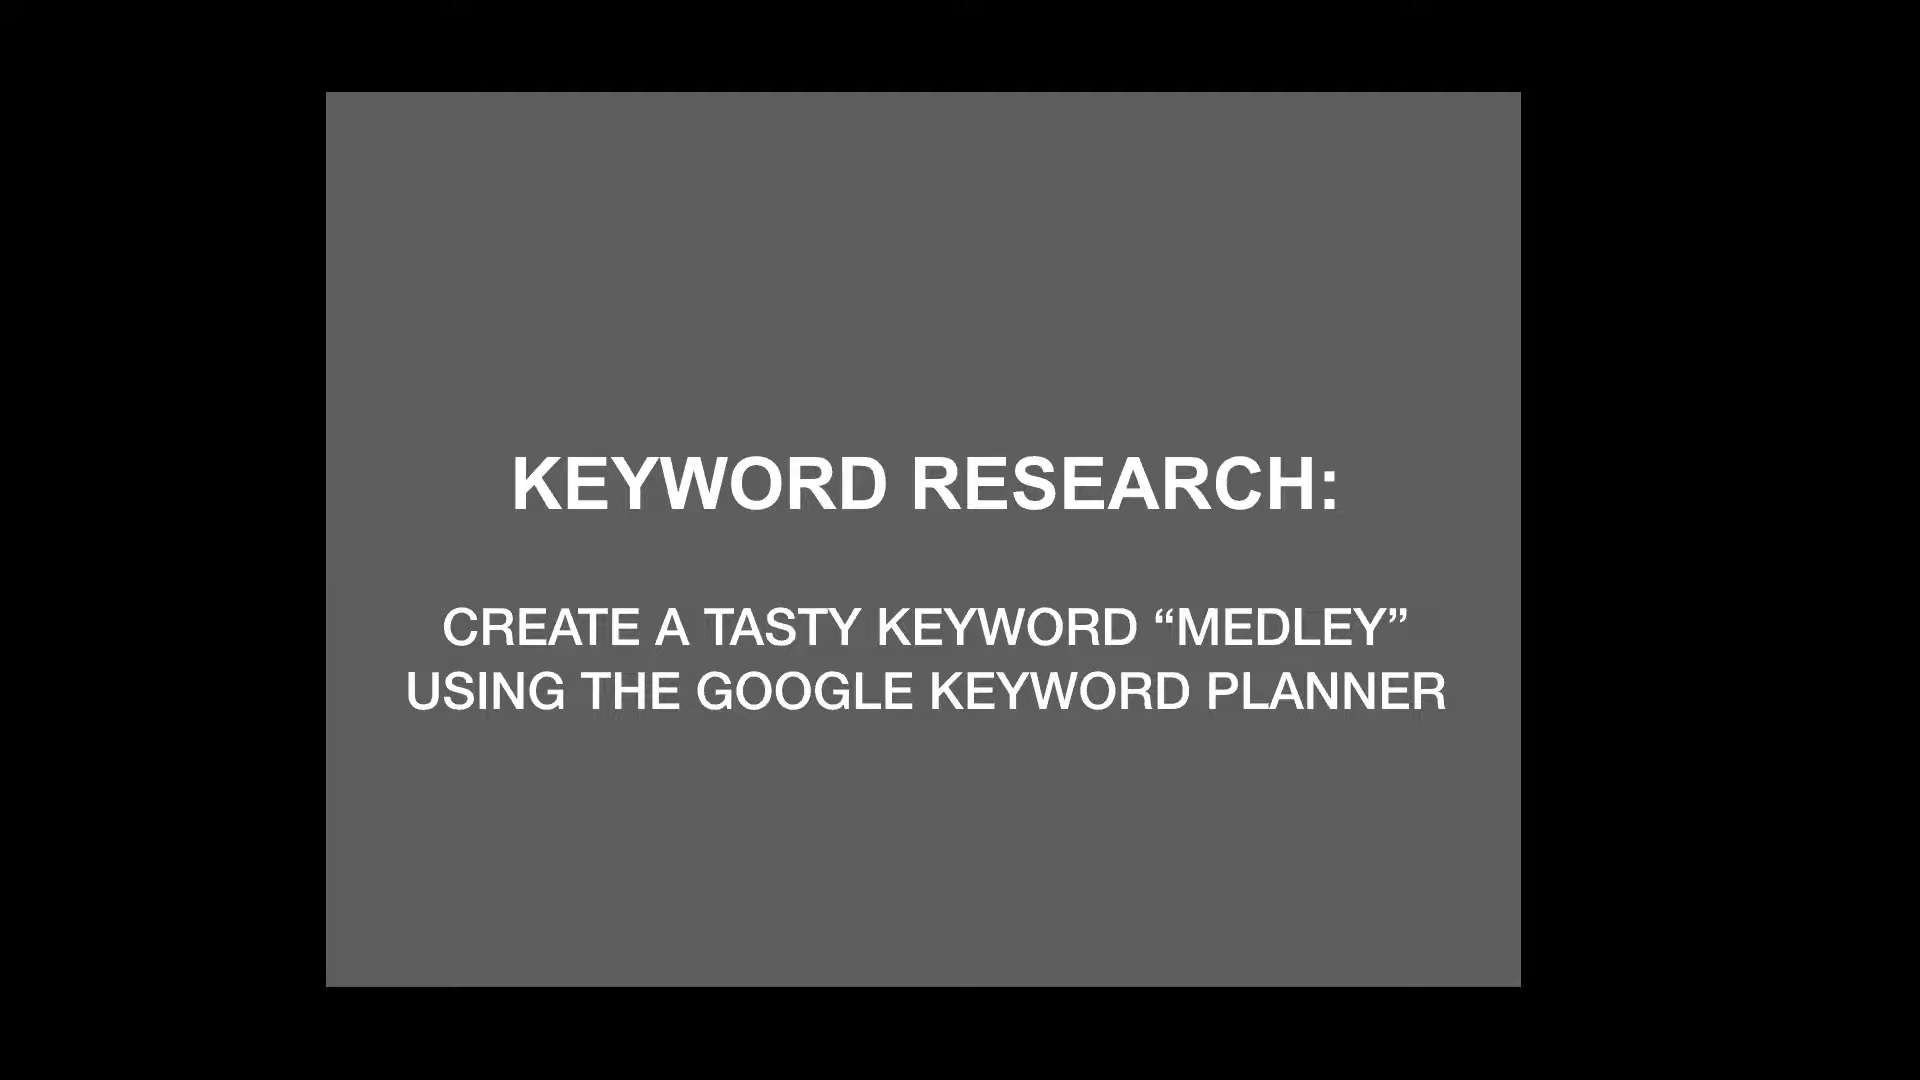 KEYWORD RESEARCH:
CREATE A TASTY KEYWORD “MEDLEY”
USING THE GOOGLE KEYWORD PLANNER